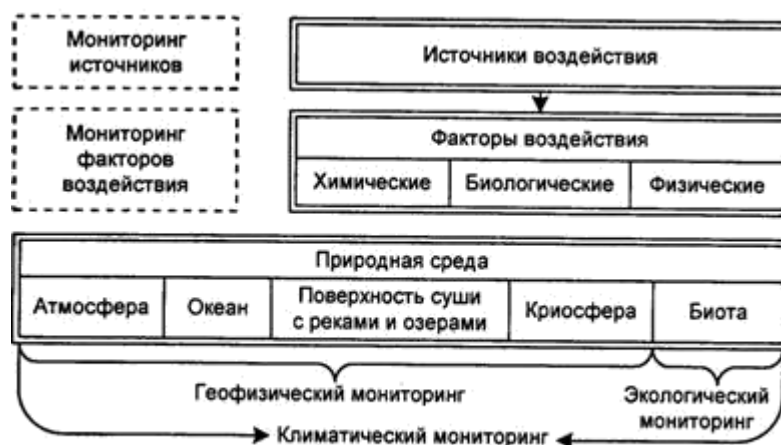 Мониторинг
источников
Источники воздействия
Мониторинг
факторов
воздействия
Факторы воздействия
Химические Биологические Физические
Природная среда
Атмосфера Океан Поверхность суши
с реками и озерами Криосфера Биота
Геофизический мониторинг
Экологический
мониторинг
Климатический мониторинг